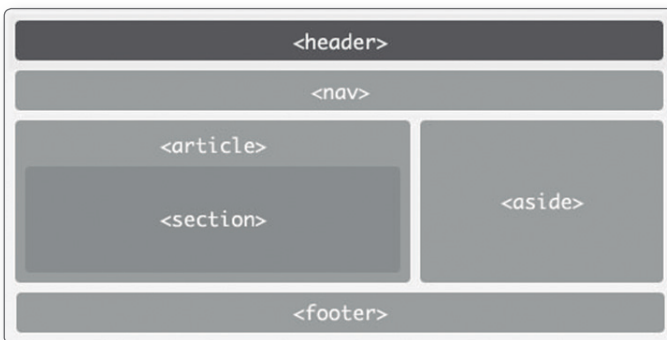 <header>
<nav>
<article>
<section>
<aside>
<footer>